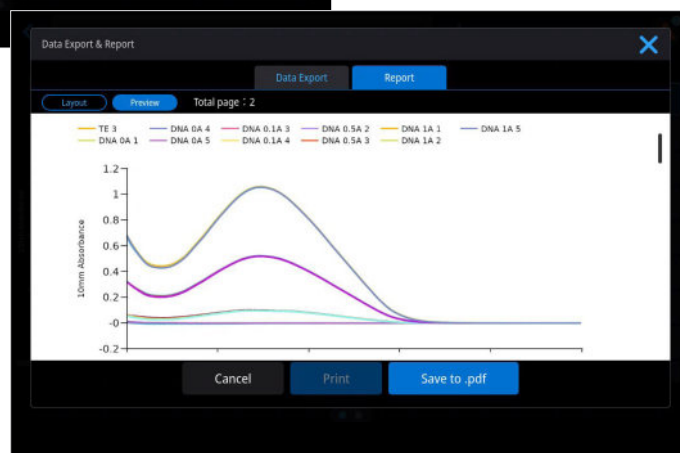 Data Export & Report
Data Export Report
Layout Preview Total page : 2
TE 3 DNA 0A 4 DNA 0.1A 3 DNA 0.5A 2 DNA 1A 1 DNA 1A 5
DNA 0A 1 DNA 0A 5 DNA 0.1A 4 DNA 0.5A 3 DNA 1A 2
10mm Absorbance
1.2
1
0.8
0.6
0.4
0.2
-0
-0.2
Cancel Print Save to .pdf